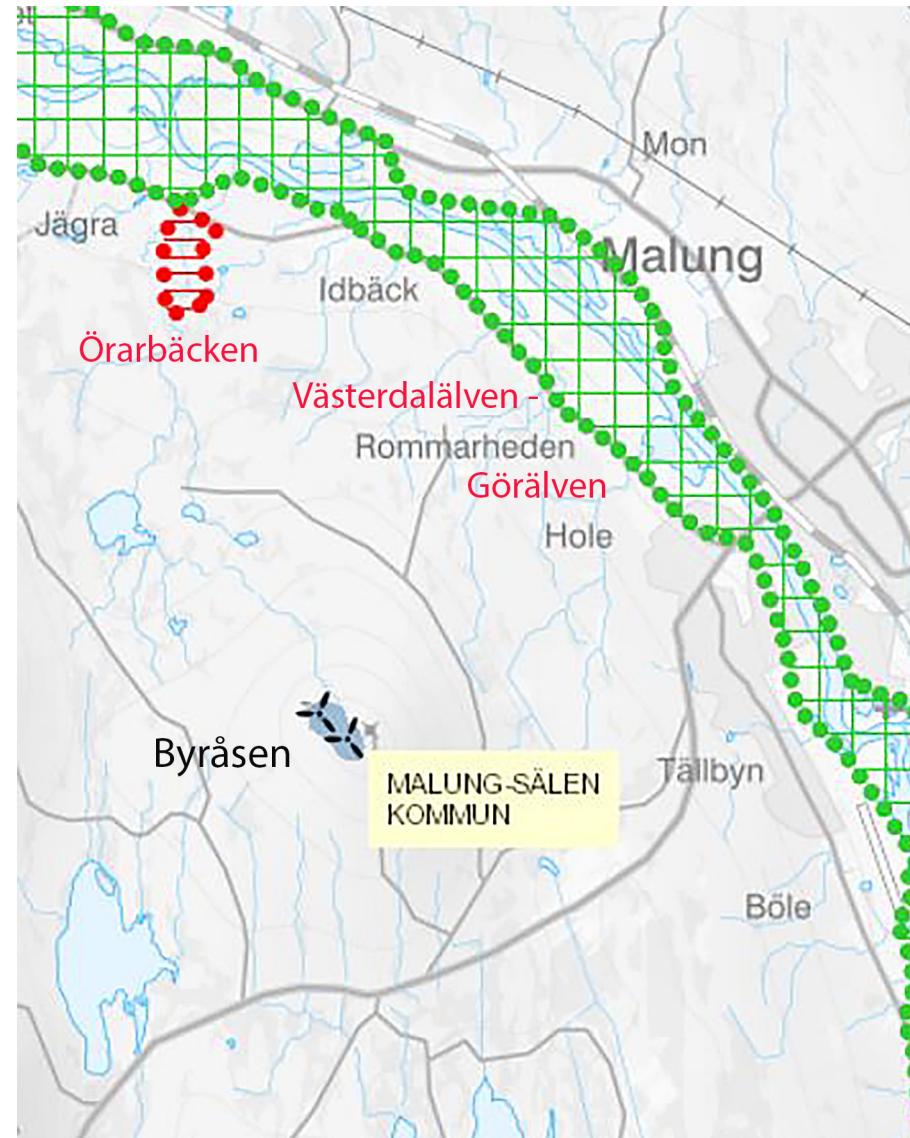 Mon
Jägra
Malung
Idbäck
Örarbäcken
Västerdalälven -
Rommarheden
Görälven
Hole
Byråsen
MALUNG-SÄLEN
KOMMUN
Tällbyn
Böle